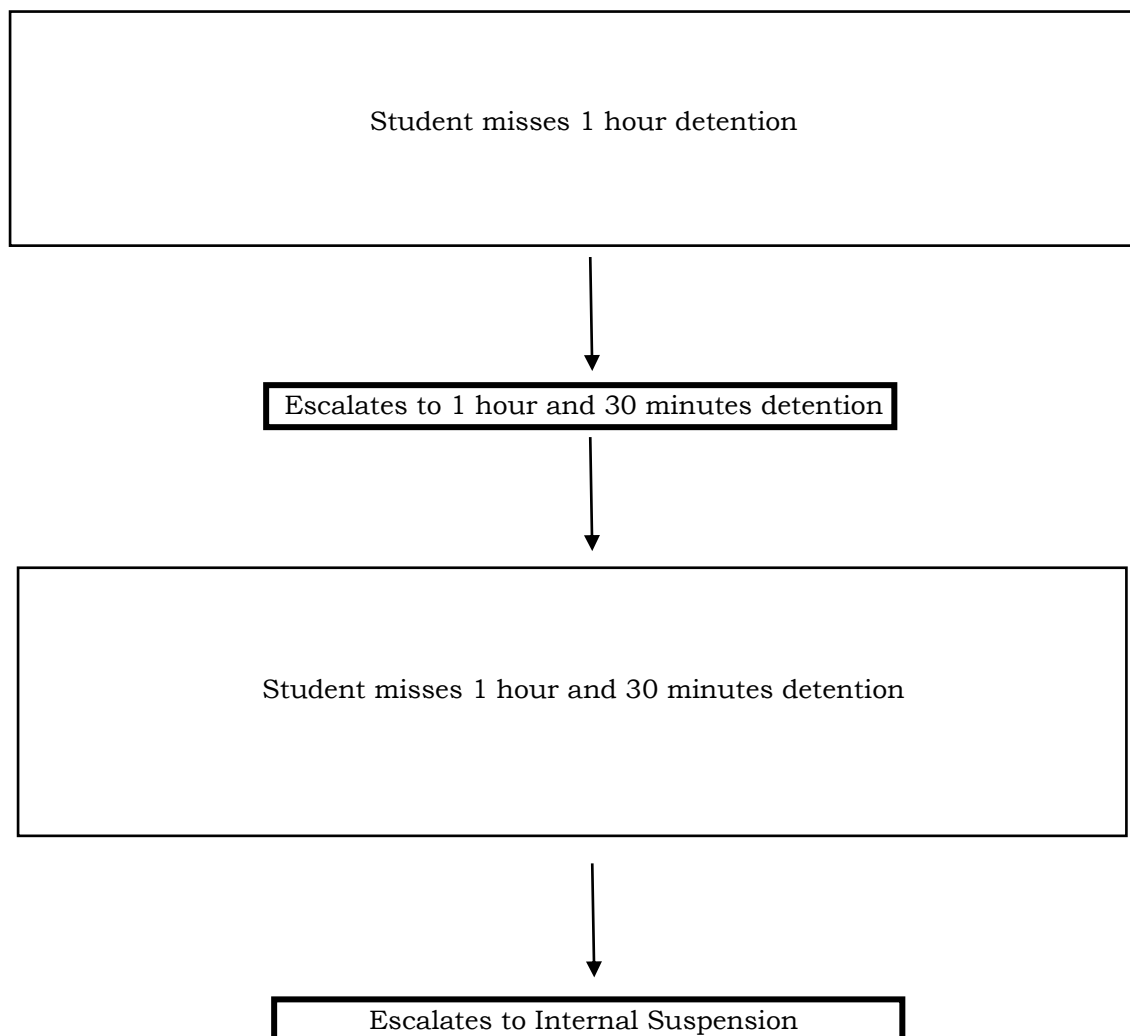 Student misses 1 hour detention
Escalates to 1 hour and 30 minutes detention
Student misses 1 hour and 30 minutes detention
Escalates to Internal Suspension